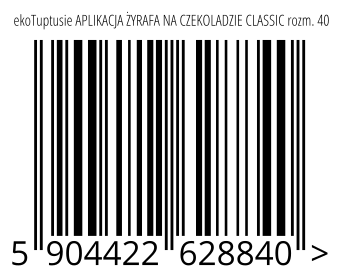 ekoTuptusie APLIKACJA ŻYRAFA NA CZEKOLADZIE CLASSIC rozm. 40
5 904422 628840 >